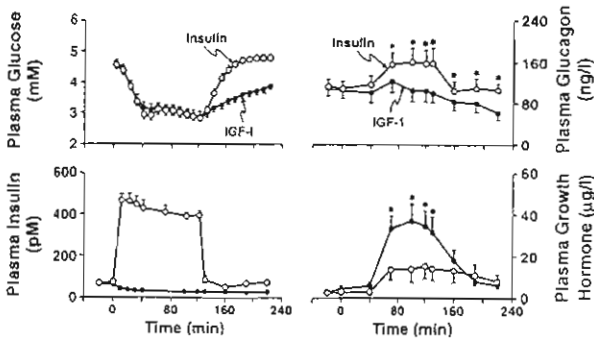 Plasma Glucose
(mM)
6
5
4
3
2
Insulin
IGF-I
Insulin
IGF-1
* * * * * * *
240
160
80
0
Plasma Glucagon
(ng/l)
Plasma Insulin
(pM)
600
400
200
0
0 80 160 240
Time (min)
* * * *
60
40
20
0
Plasma Growth
Hormone (µg/l)
0 80 160 240
Time (min)